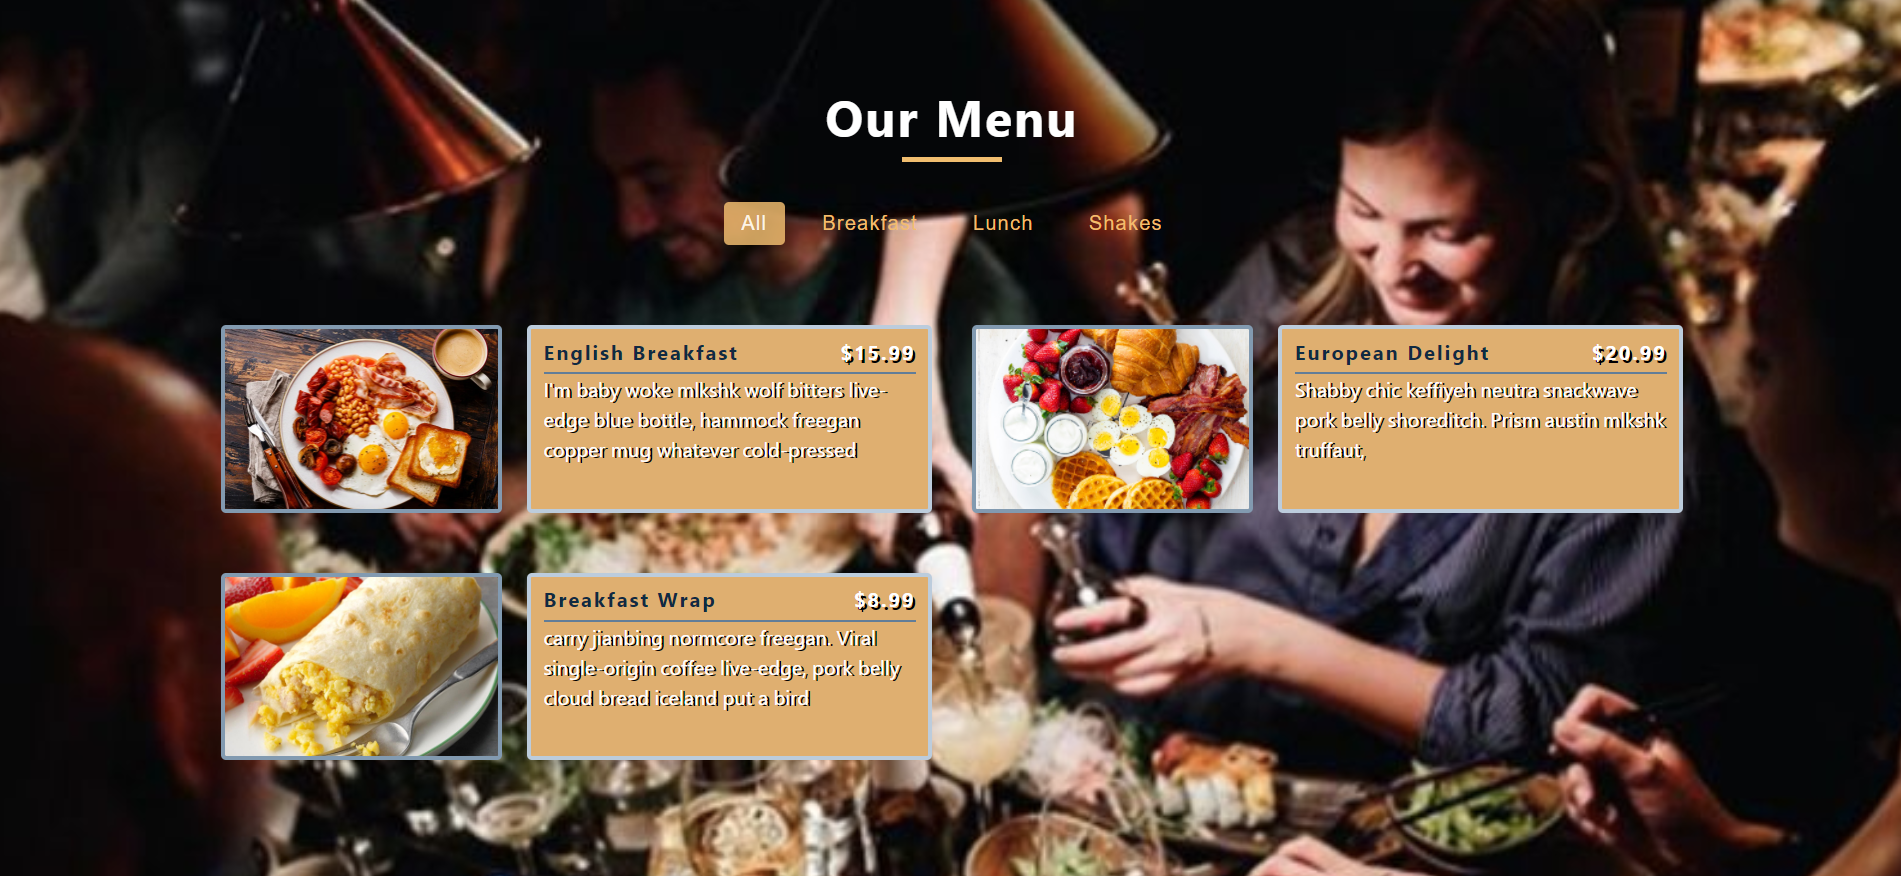 Our Menu
All Breakfast Lunch Shakes
English Breakfast $15.99
I'm baby woke mlkshk wolf bitters live-
edge blue bottle, hammock freegan
copper mug whatever cold-pressed
European Delight $20.99
Shabby chic keffiyeh neutra snackwave
pork belly shoreditch. Prism austin mlkshk
truffaut,
Breakfast Wrap $8.99
carry jianbing normcore freegan. Viral
single-origin coffee live-edge, pork belly
cloud bread iceland put a bird